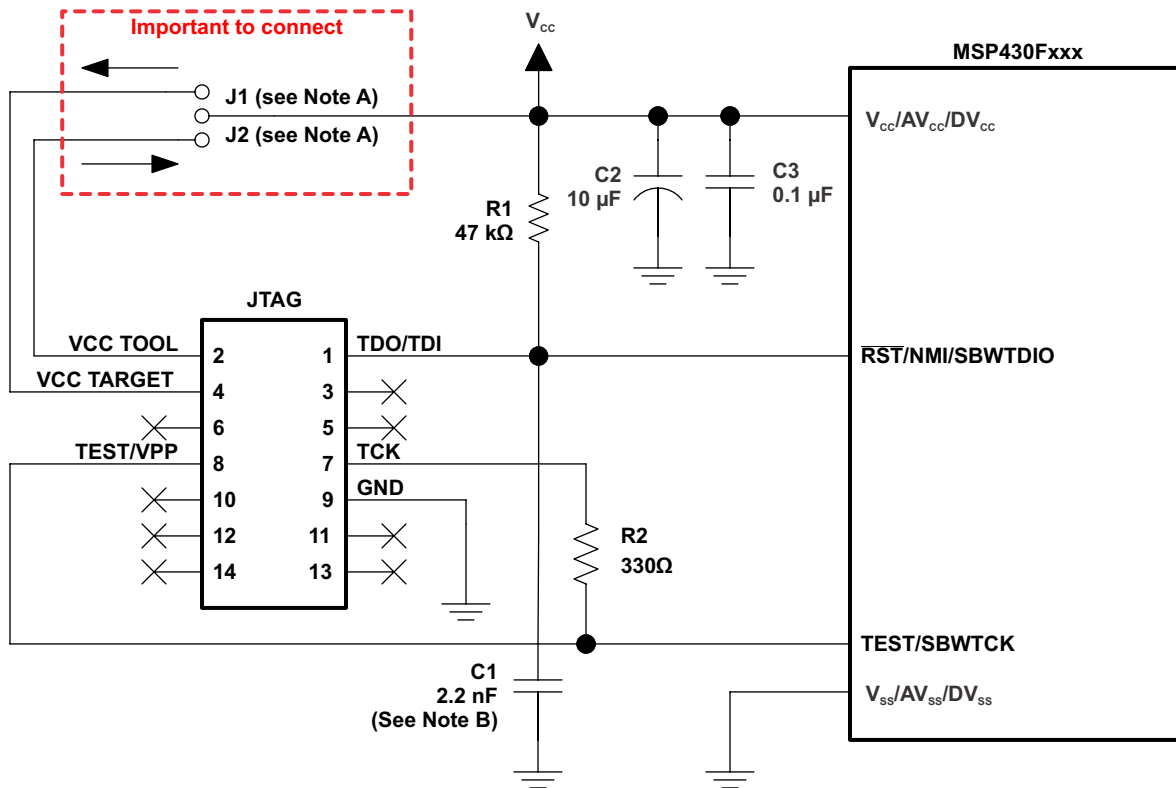 Important to connect
VCC
MSP430Fxxx
J1 (see Note A)
J2 (see Note A)
VCC/AVCC/DVCC
C2
10 µF
C3
0.1 µF
R1
47 kΩ
JTAG
VCC TOOL
2
1
TDO/TDI
RST/NMI/SBWTDIO
VCC TARGET
4
3
6
5
TEST/VPP
8
7
TCK
10
9
GND
12
11
14
13
R2
330Ω
TEST/SBWTCK
C1
2.2 nF
(See Note B)
VSS/AVSS/DVSS